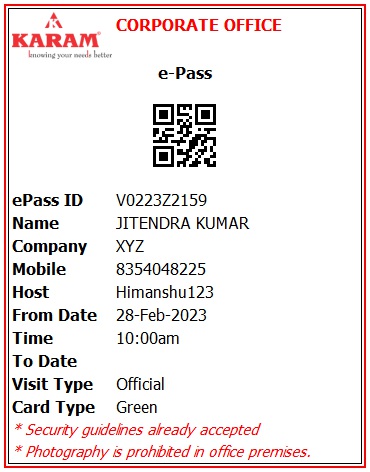 CORPORATE OFFICE
KARAM®
knowing your needs better
e-Pass
ePass ID V0223Z2159
Name JITENDRA KUMAR
Company XYZ
Mobile 8354048225
Host Himanshu123
From Date 28-Feb-2023
Time 10:00am
To Date
Visit Type Official
Card Type Green
* Security guidelines already accepted
* Photography is prohibited in office premises.